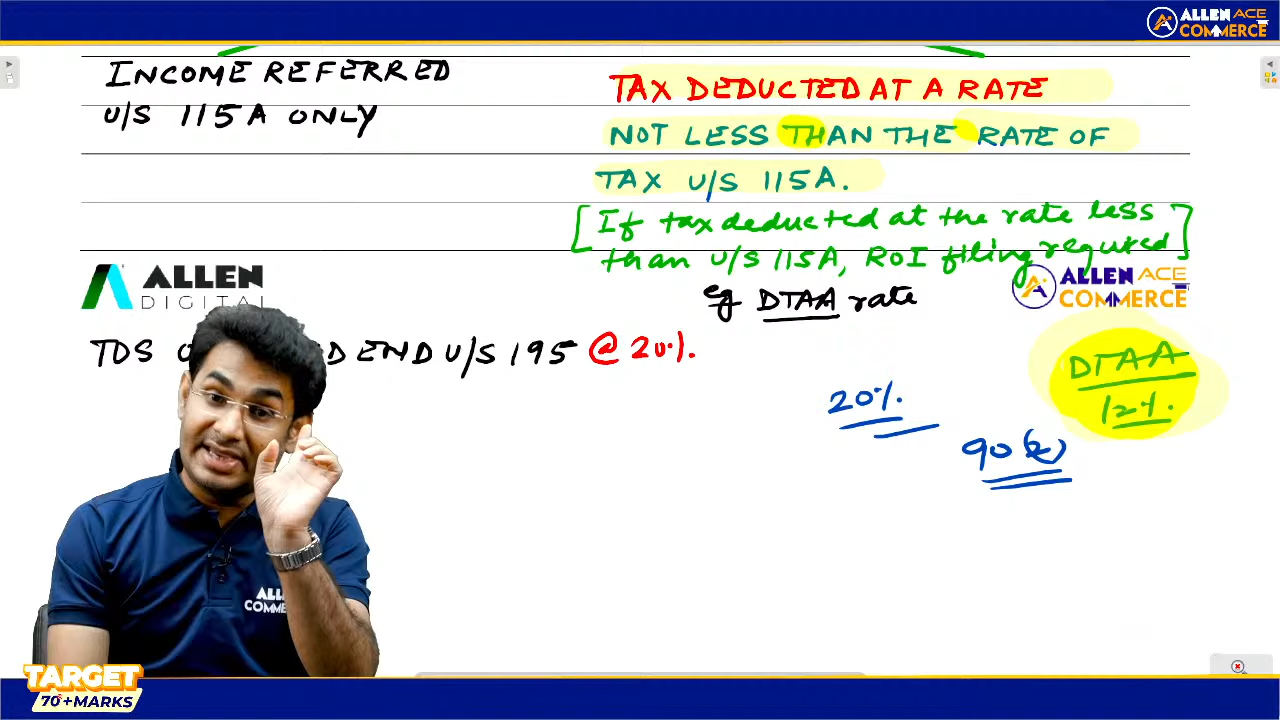 ALLEN ACE
COMMERCE
INCOME REFERRED
U/S 115A ONLY
TAX DEDUCTED AT A RATE
NOT LESS THAN THE RATE OF
TAX U/S 115A.
[If tax deducted at the rate less
than U/S 115A, ROI filing required]
eg DTAA rate
ALLEN
DIGITAL
ALLEN ACE
COMMERCE
TDS O DEND U/S 195 @ 20%.
DTAA
12%.
20%.
90(2)
ALL
COMME
TARGET
70+MARKS